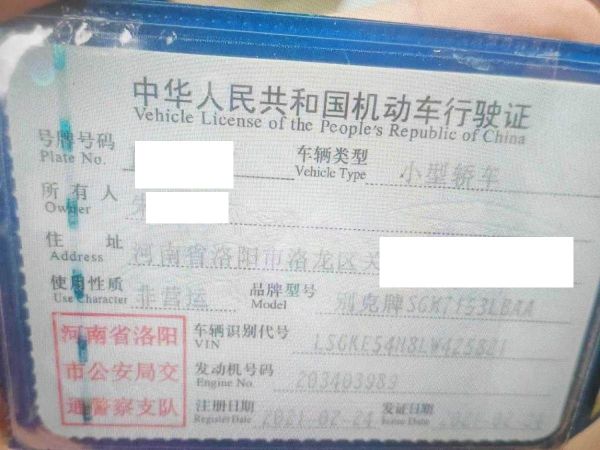 中华人民共和国机动车行驶证
Vehicle License of the People's Republic of China
号牌号码
Plate No.
车辆类型 小型轿车
Vehicle Type
所有人
Owner
住址 河南省洛阳市洛龙区关
Address
使用性质 非营运
Use Character
品牌型号 别克牌SGK7153LBAA
Model
河南省洛阳
市公安局交
通警察支队
车辆识别代号
VIN
发动机号码 203403989
Engine No.
注册日期 2021-02-24
Register Date
发证日期 2021-02-24
Issue Date